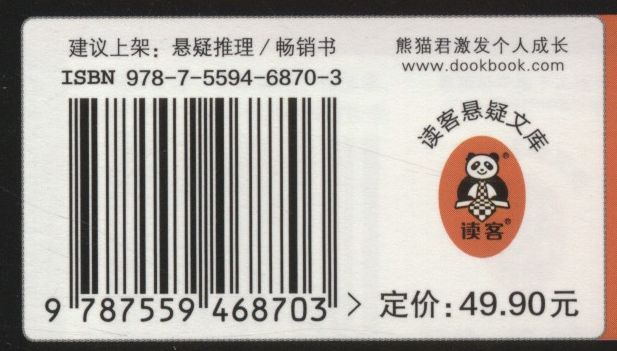 建议上架：悬疑推理／畅销书
ISBN 978-7-5594-6870-3
9 787559 468703 >
熊猫君激发个人成长
www.dookbook.com
读客悬疑文库
®
读客®
定价：49.90元